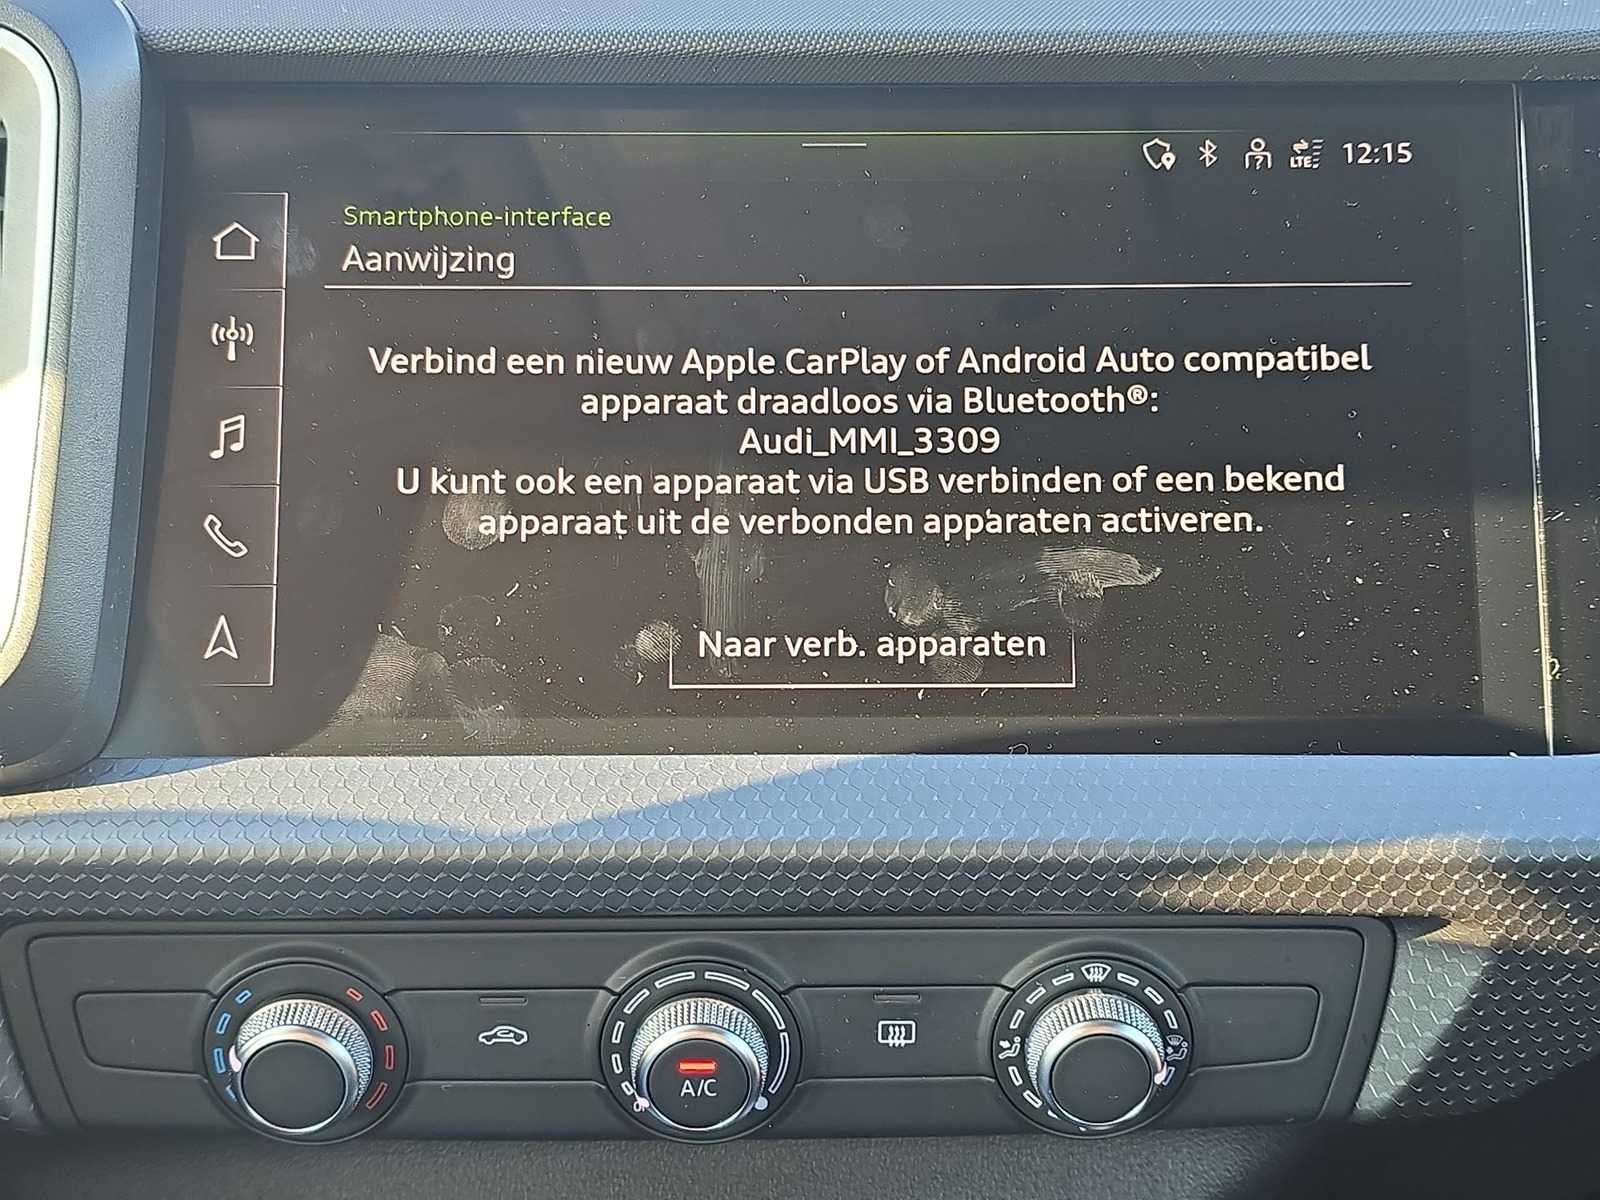 LTE 12:15
Smartphone-interface
Aanwijzing
Verbind een nieuw Apple CarPlay of Android Auto compatibel
apparaat draadloos via Bluetooth®:
Audi_MMI_3309
U kunt ook een apparaat via USB verbinden of een bekend
apparaat uit de verbonden apparaten activeren.
Naar verb. apparaten
A/C